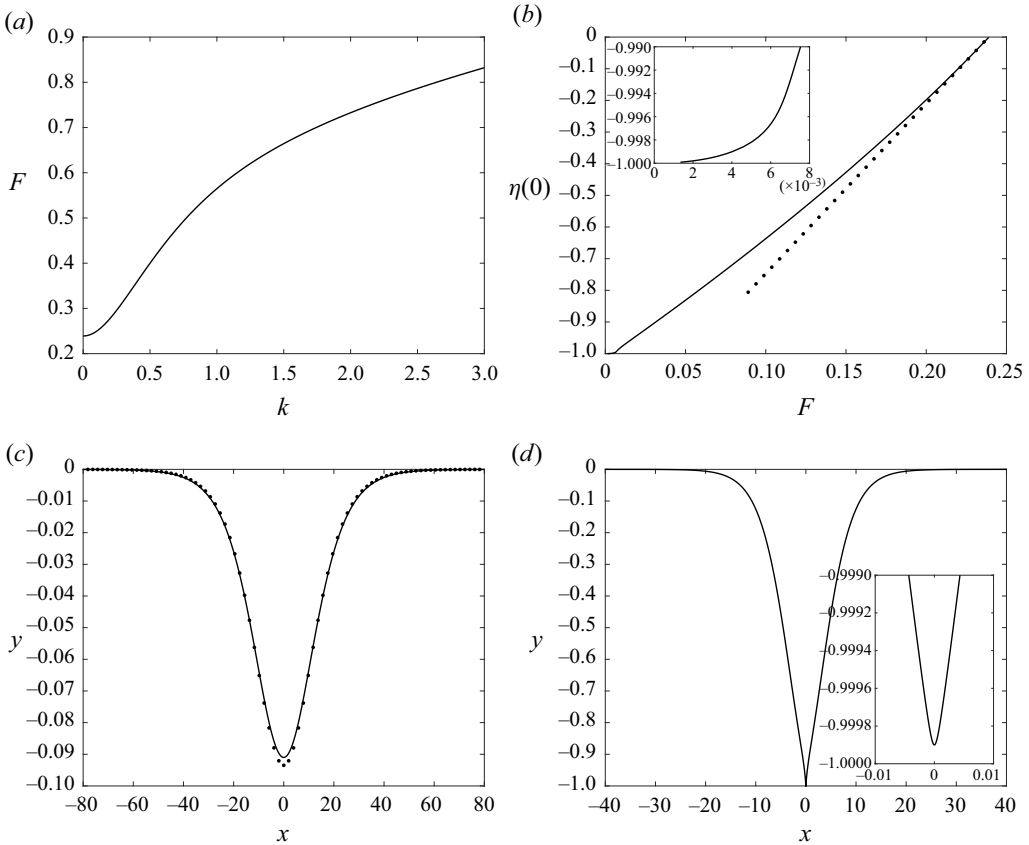 (a)
0.9
0.8
0.7
F 0.6
0.5
0.4
0.3
0.2
0 0.5 1.0 1.5 2.0 2.5 3.0
k
(b)
0
–0.1
–0.2
–0.3
–0.4
η(0) –0.5
–0.6
–0.7
–0.8
–0.9
–1.0
0 0.05 0.10 0.15 0.20 0.25
F
–0.990
–0.992
–0.994
–0.996
–0.998
–1.000
0 2 4 6 8
(×10–3)
(c)
0
–0.01
–0.02
–0.03
–0.04
–0.05
y –0.06
–0.07
–0.08
–0.09
–0.10
–80 –60 –40 –20 0 20 40 60 80
x
(d)
0
–0.1
–0.2
–0.3
–0.4
–0.5
y –0.6
–0.7
–0.8
–0.9
–1.0
–40 –30 –20 –10 0 10 20 30 40
x
–0.9990
–0.9992
–0.9994
–0.9996
–0.9998
–1.0000
–0.01 0 0.01